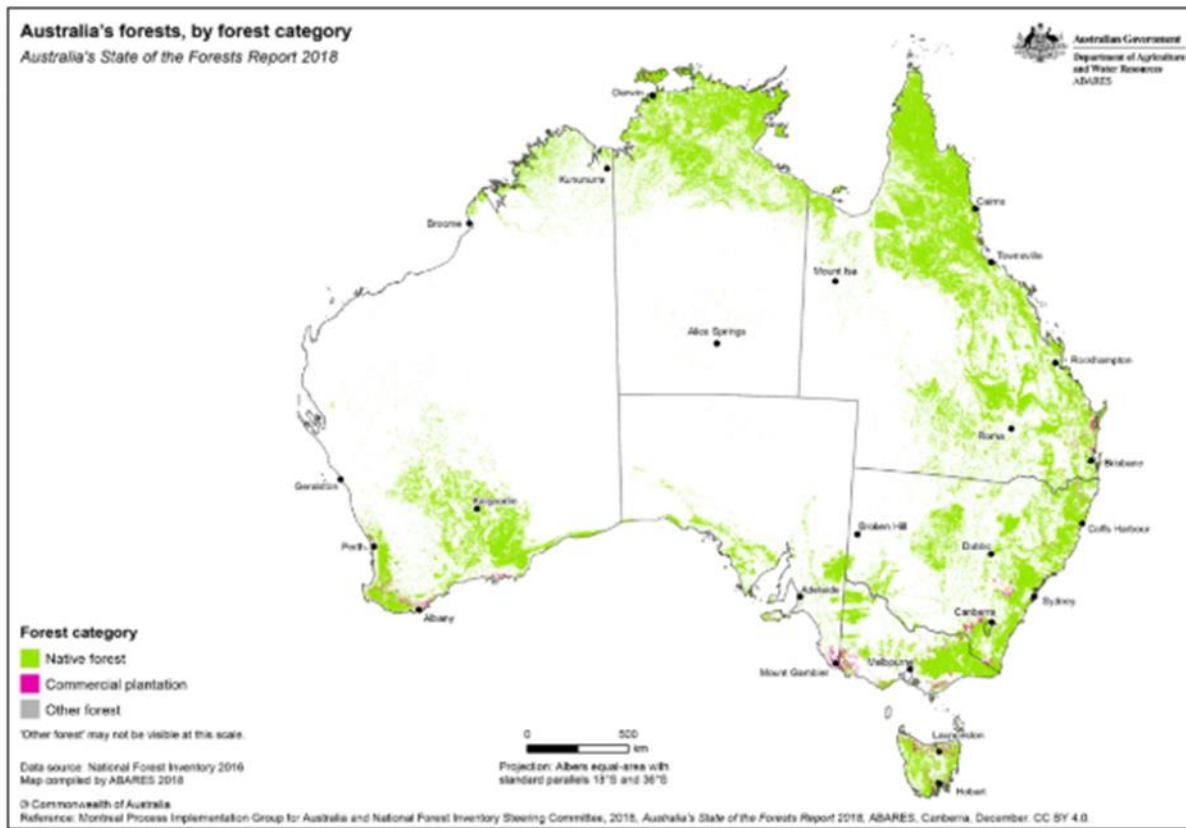 Australia's forests, by forest category
Australia's State of the Forests Report 2018
Australian Government
Department of Agriculture
and Water Resources
ABARES
Darwin
Kununurra
Broome
Cairns
Townsville
Mount Isa
Alice Springs
Rockhampton
Roma
Brisbane
Geraldton
Kalgoorlie
Broken Hill
Coffs Harbour
Perth
Dubbo
Adelaide
Sydney
Albany
Canberra
Mount Gambier
Melbourne
Launceston
Hobart
Forest category
Native forest
Commercial plantation
Other forest
'Other forest' may not be visible at this scale.
0 500
km
Projection: Albers equal-area with
standard parallels 18°S and 36°S
Data source: National Forest Inventory 2016
Map compiled by ABARES 2018
© Commonwealth of Australia
Reference: Montreal Process Implementation Group for Australia and National Forest Inventory Steering Committee, 2018, Australia's State of the Forests Report 2018, ABARES, Canberra, December. CC BY 4.0.